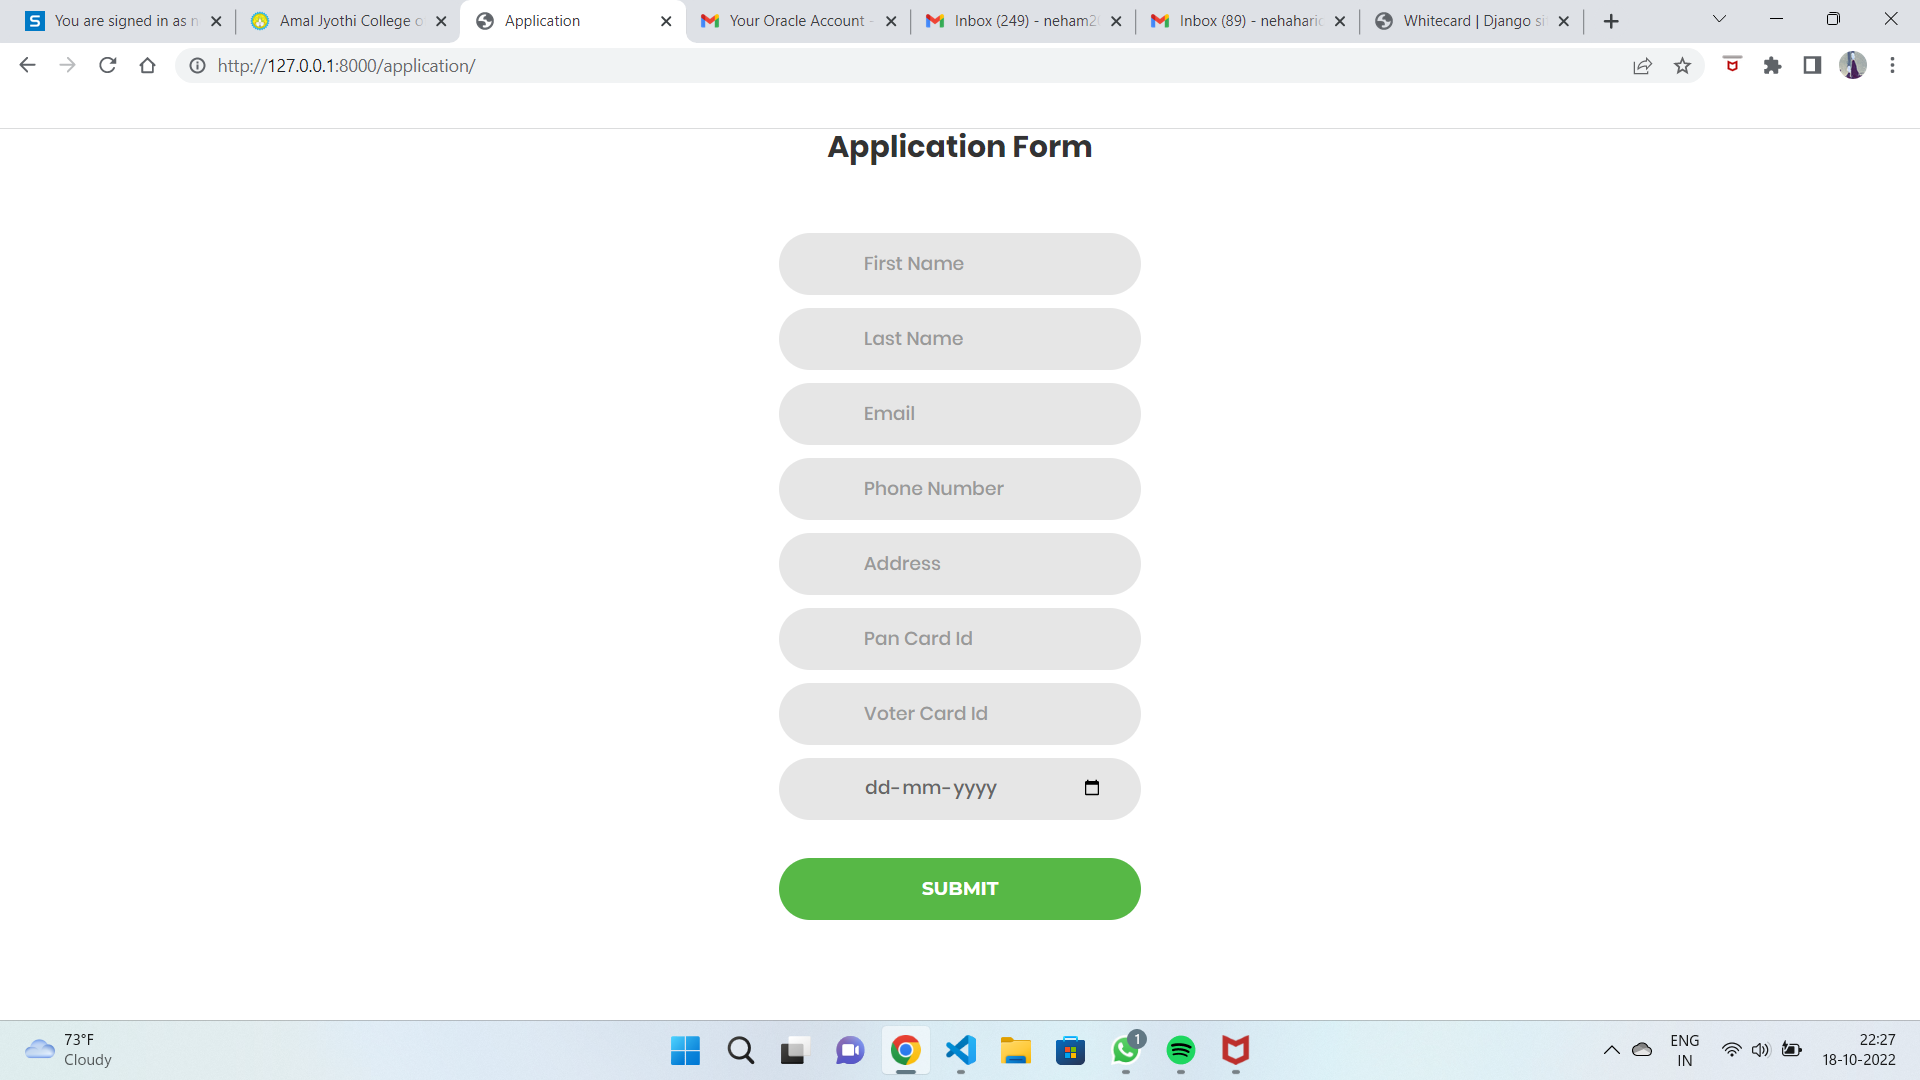 You are signed in as n
Amal Jyothi College o
Application
Your Oracle Account -
Inbox (249) - neham2
Inbox (89) - nehaharic
Whitecard | Django si
http://127.0.0.1:8000/application/
Application Form
First Name
Last Name
Email
Phone Number
Address
Pan Card Id
Voter Card Id
dd-mm-yyyy
SUBMIT
73°F
Cloudy
1
ENG
IN
22:27
18-10-2022